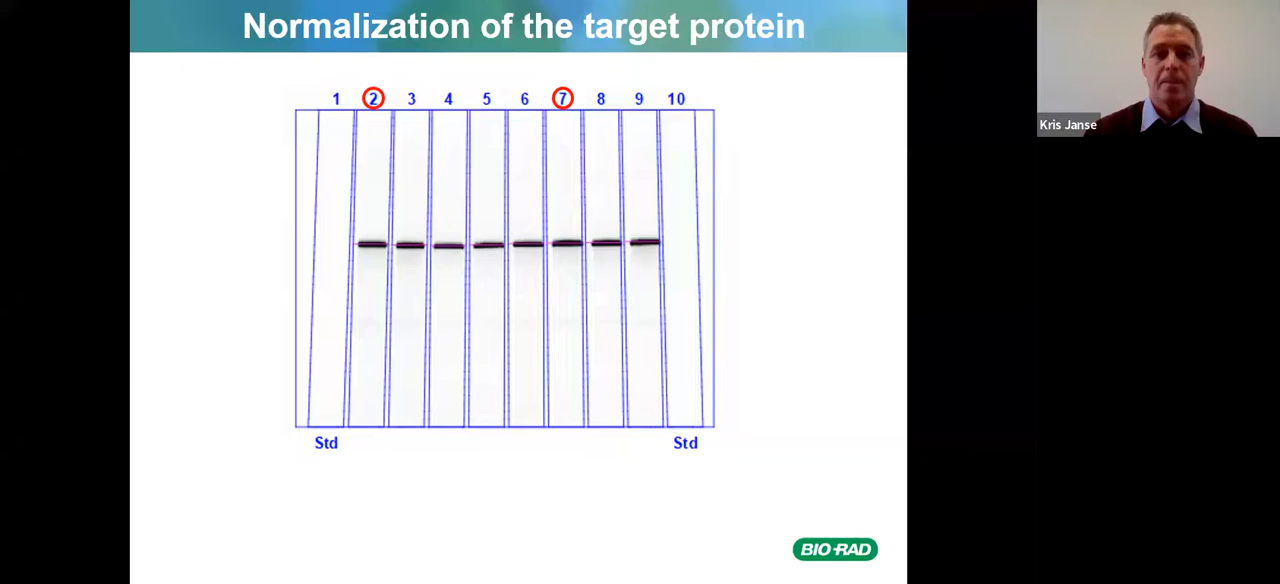 Normalization of the target protein
1 2 3 4 5 6 7 8 9 10
Std Std
BIO-RAD
Kris Janse